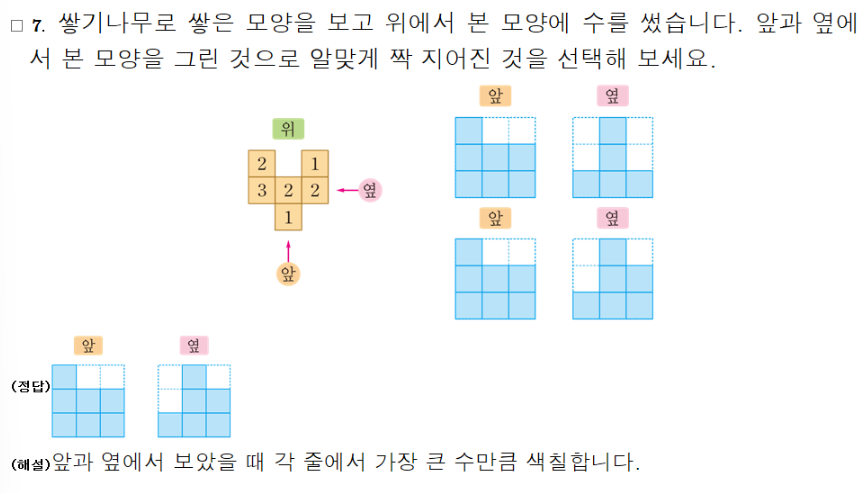 □ 7. 쌓기나무로 쌓은 모양을 보고 위에서 본 모양에 수를 썼습니다. 앞과 옆에
서 본 모양을 그린 것으로 알맞게 짝 지어진 것을 선택해 보세요.
앞 옆
위
2 1
3 2 2 옆
1
앞
앞 옆
앞 옆
(정답)
(해설)앞과 옆에서 보았을 때 각 줄에서 가장 큰 수만큼 색칠합니다.